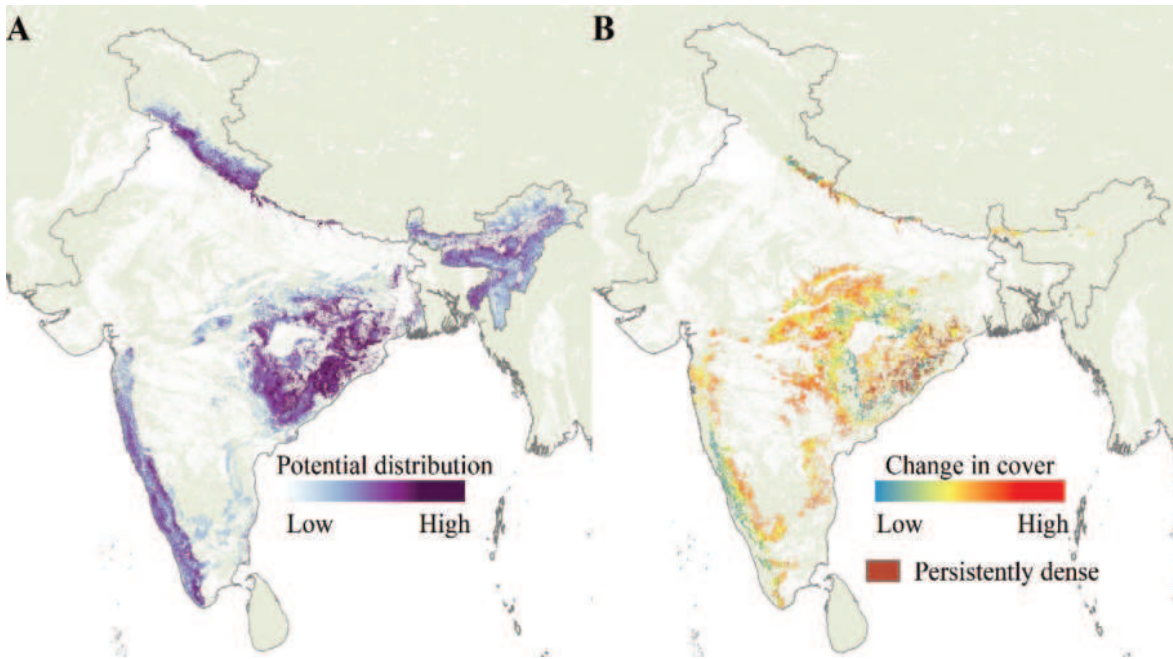 A
B
Potential distribution
Low
High
Change in cover
Low
High
Persistently dense